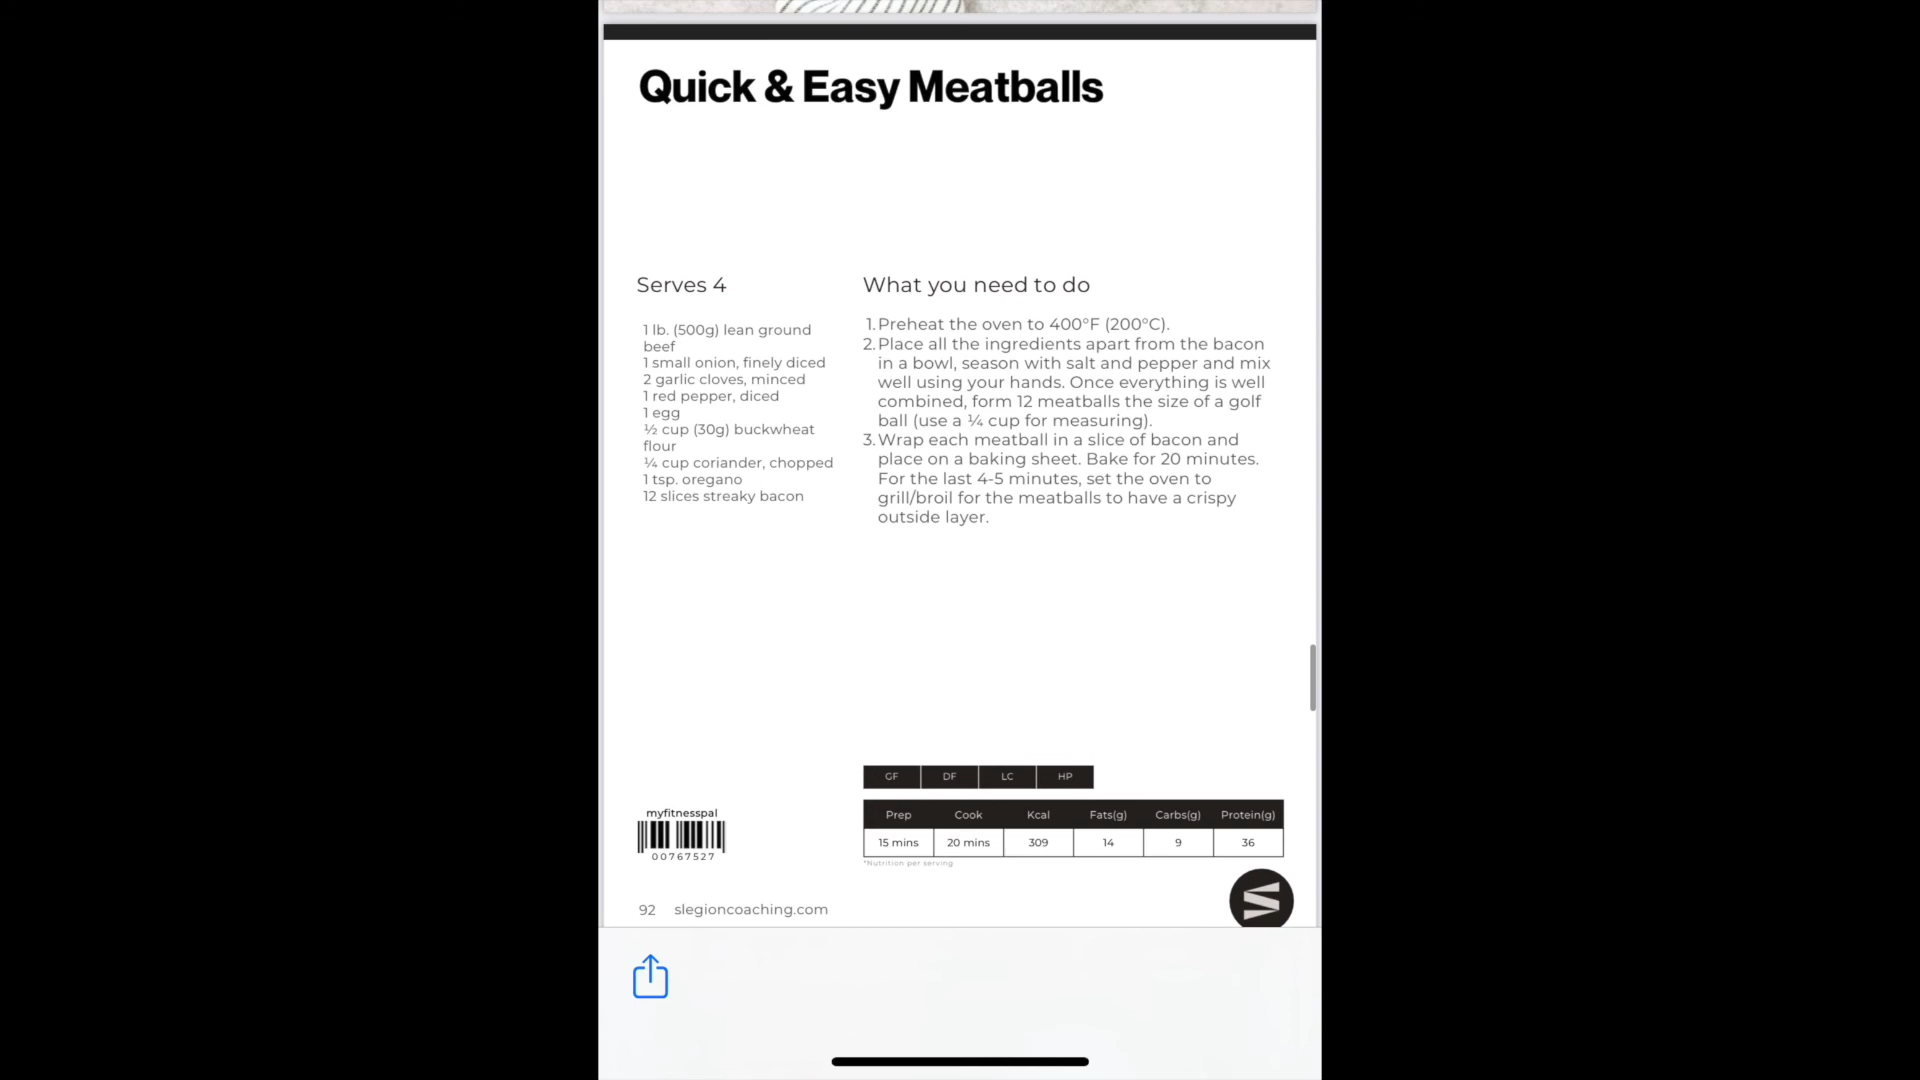 Quick & Easy Meatballs
Serves 4
1 lb. (500g) lean ground
beef
1 small onion, finely diced
2 garlic cloves, minced
1 red pepper, diced
1 egg
½ cup (30g) buckwheat
flour
¼ cup coriander, chopped
1 tsp. oregano
12 slices streaky bacon
What you need to do
1. Preheat the oven to 400°F (200°C).
2. Place all the ingredients apart from the bacon
in a bowl, season with salt and pepper and mix
well using your hands. Once everything is well
combined, form 12 meatballs the size of a golf
ball (use a ¼ cup for measuring).
3. Wrap each meatball in a slice of bacon and
place on a baking sheet. Bake for 20 minutes.
For the last 4-5 minutes, set the oven to
grill/broil for the meatballs to have a crispy
outside layer.
GF DF LC HP
Prep Cook Kcal Fats(g) Carbs(g) Protein(g)
15 mins 20 mins 309 14 9 36
*Nutrition per serving
myfitnesspal
00767527
92 slegioncoaching.com